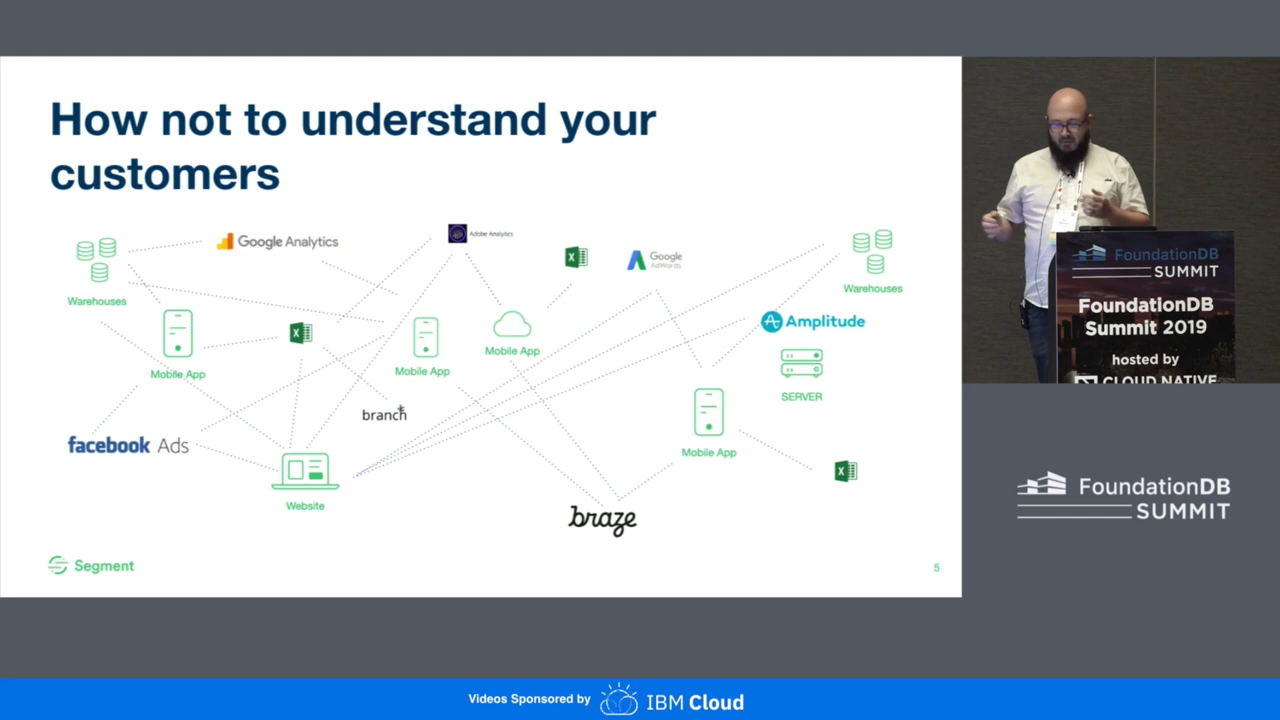 How not to understand your
customers
Warehouses
Google Analytics
Adobe Analytics
Google
AdWords
Warehouses
Mobile App
Mobile App
Mobile App
Amplitude
SERVER
branch
facebook Ads
Website
Mobile App
braze
Segment
5
FoundationDB
SUMMIT
FoundationDB
Summit 2019
hosted by
CLOUD NATIVE
FoundationDB
SUMMIT
Videos Sponsored by
IBM Cloud